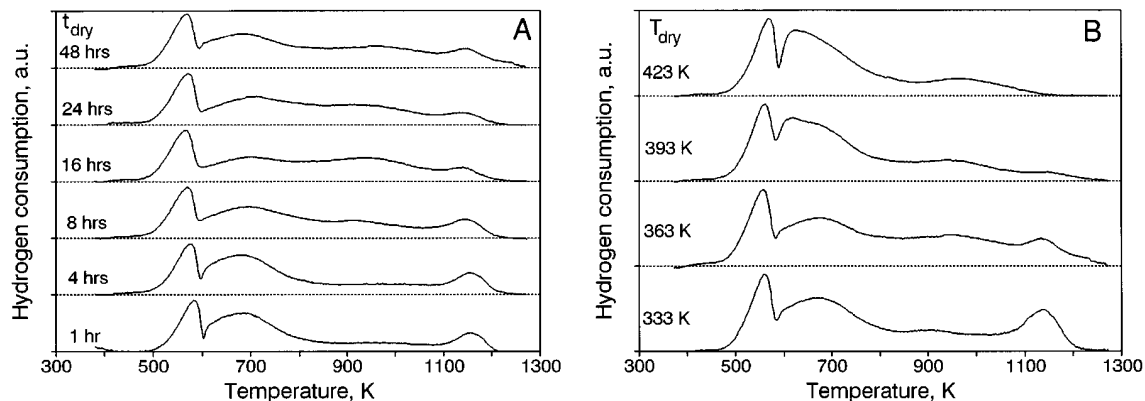 A
t_dry
48 hrs
24 hrs
16 hrs
8 hrs
4 hrs
1 hr
Hydrogen consumption, a.u.
300 500 700 900 1100 1300
Temperature, K
B
T_dry
423 K
393 K
363 K
333 K
Hydrogen consumption, a.u.
300 500 700 900 1100 1300
Temperature, K